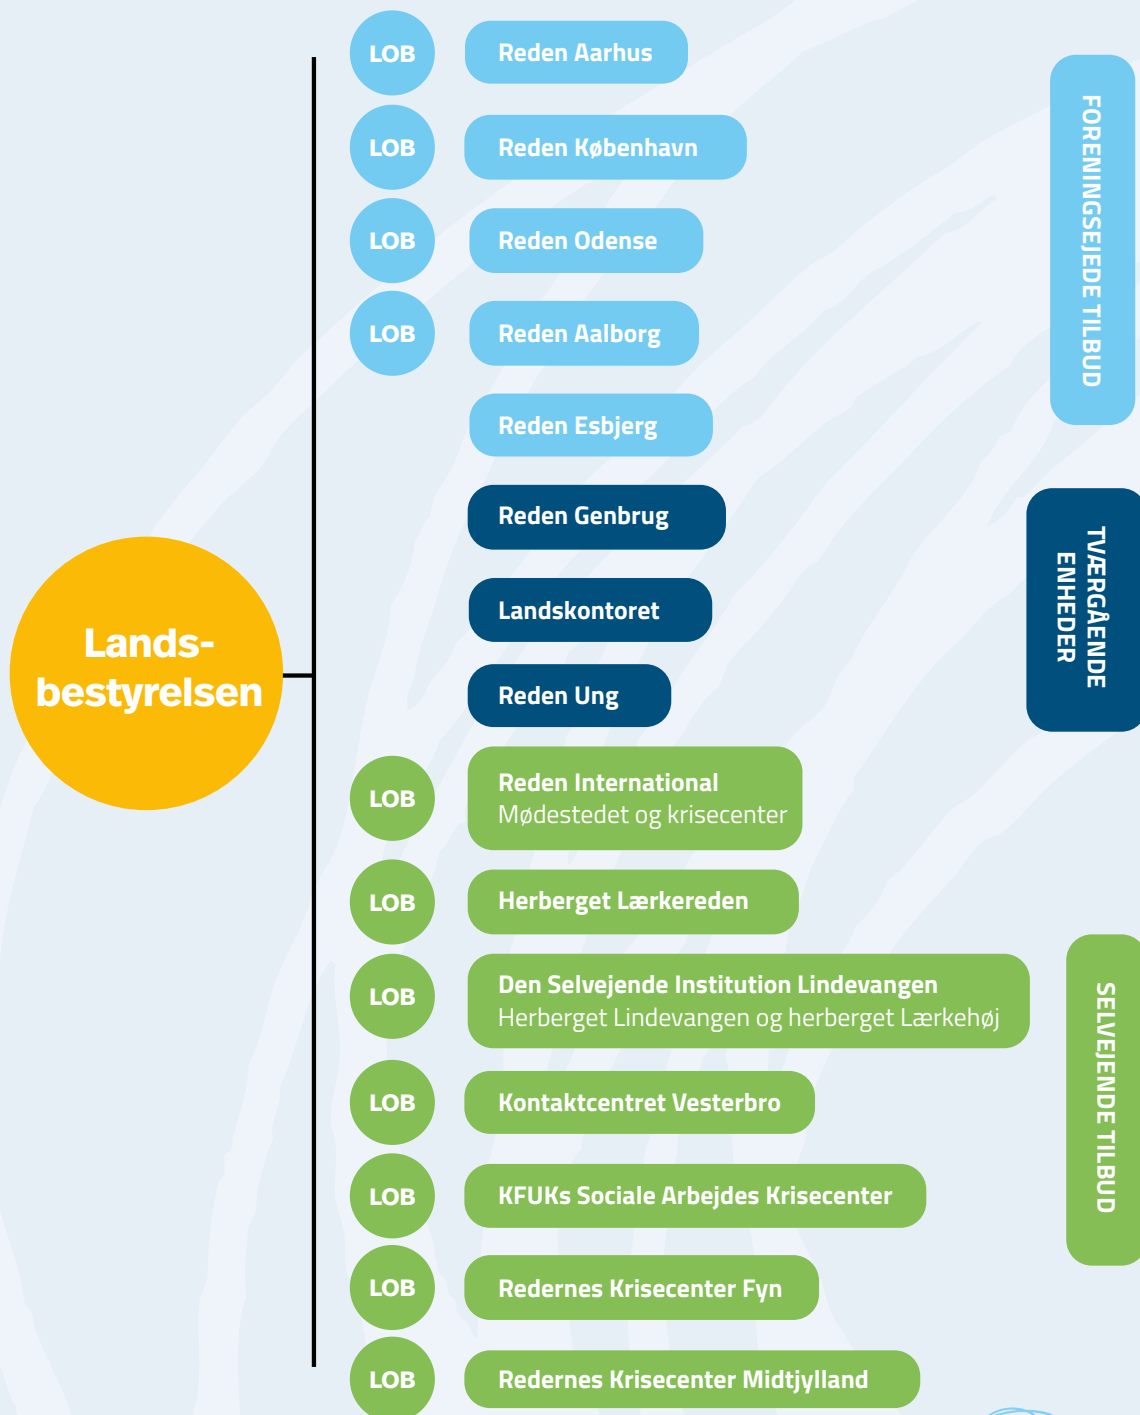 LOB Reden Aarhus
LOB Reden København
LOB Reden Odense
LOB Reden Aalborg
Reden Esbjerg
FORENINGSEJEDE TILBUD
Reden Genbrug
Landskontoret
Reden Ung
TVÆRGÅENDE
ENHEDER
Lands-
bestyrelsen
LOB Reden International
Mødestedet og krisecenter
LOB Herberget Lærkereden
LOB Den Selvejende Institution Lindevangen
Herberget Lindevangen og herberget Lærkehøj
LOB Kontaktcentret Vesterbro
LOB KFUKs Sociale Arbejdes Krisecenter
LOB Redernes Krisecenter Fyn
LOB Redernes Krisecenter Midtjylland
SELVEJENDE TILBUD